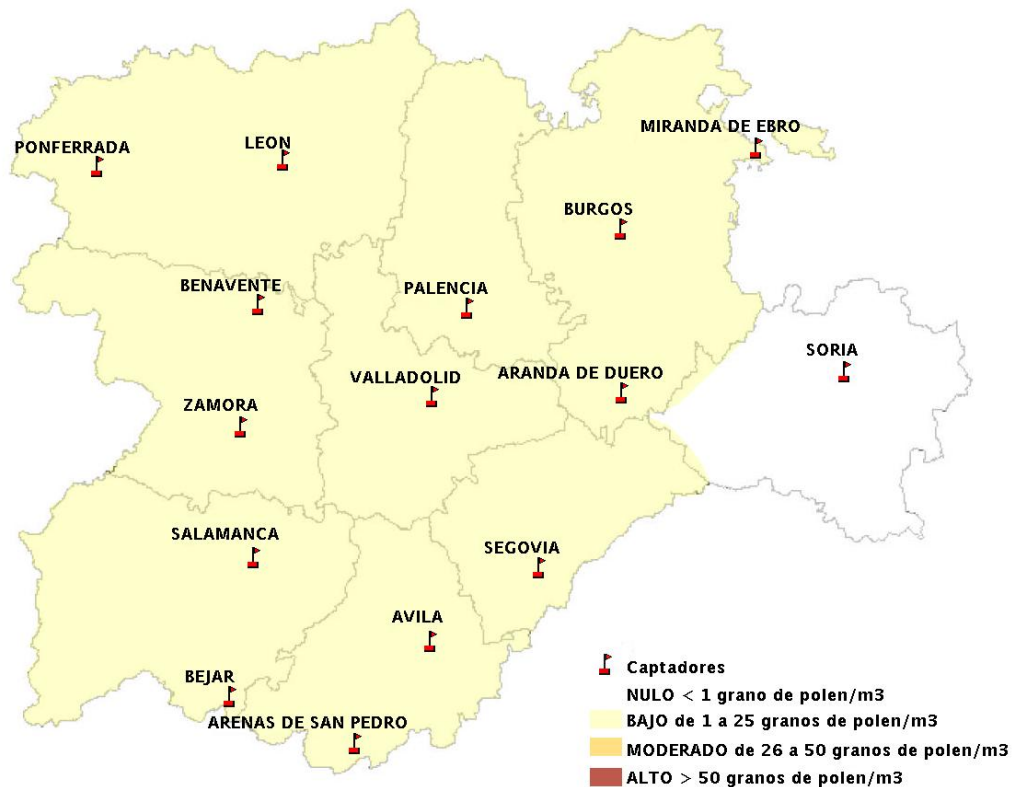 MIRANDA DE EBRO
PONFERRADA
LEON
BURGOS
BENAVENTE
PALENCIA
SORIA
VALLADOLID
ARANDA DE DUERO
ZAMORA
SALAMANCA
SEGOVIA
AVILA
BEJAR
ARENAS DE SAN PEDRO
Captadores
NULO < 1 grano de polen/m3
BAJO de 1 a 25 granos de polen/m3
MODERADO de 26 a 50 granos de polen/m3
ALTO > 50 granos de polen/m3